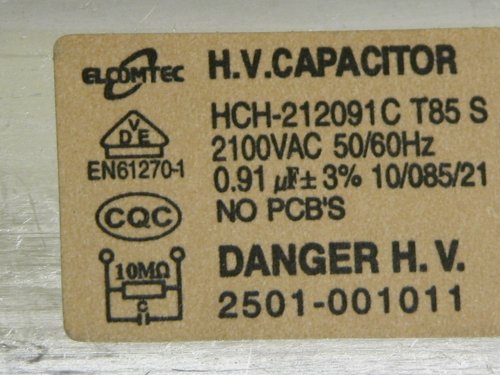 ELCOMTEC H.V.CAPACITOR
HCH-212091C T85 S
VDE 2100VAC 50/60Hz
EN61270-1 0.91 µF± 3% 10/085/21
CQC NO PCB'S
10MΩ DANGER H. V.
C 2501-001011